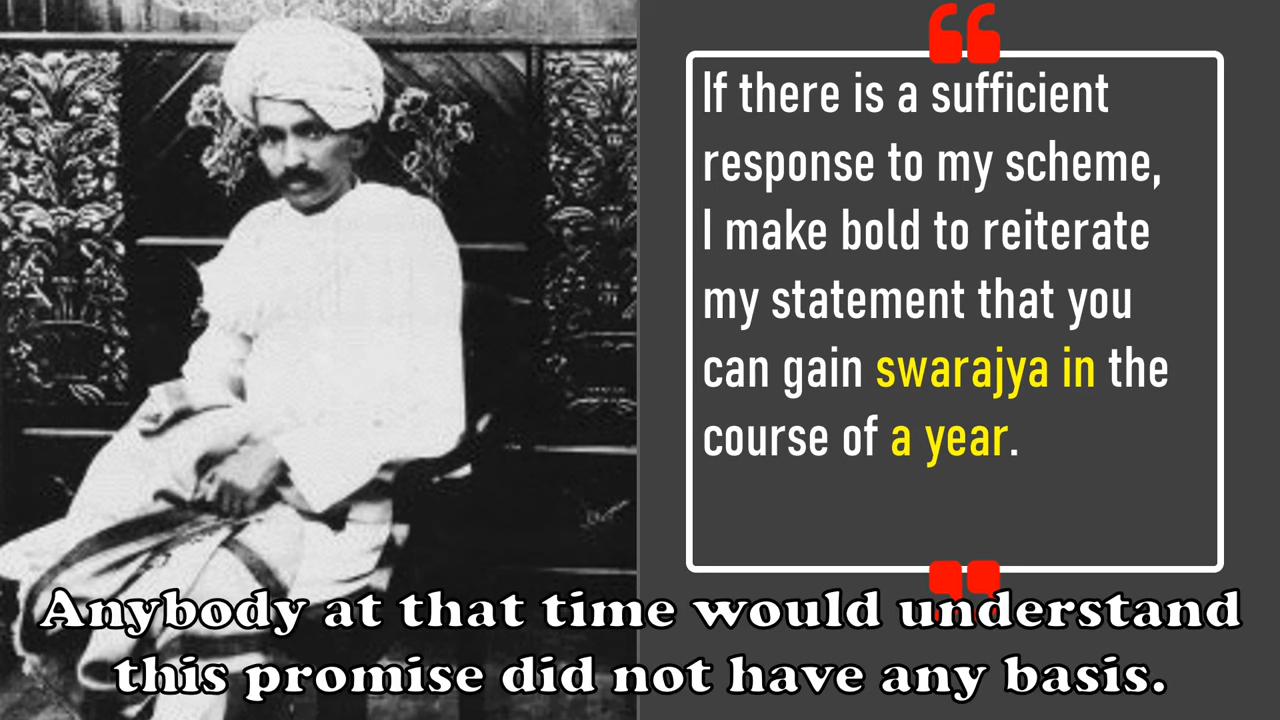 If there is a sufficient
response to my scheme,
I make bold to reiterate
my statement that you
can gain swarajya in the
course of a year.
Anybody at that time would understand
this promise did not have any basis.